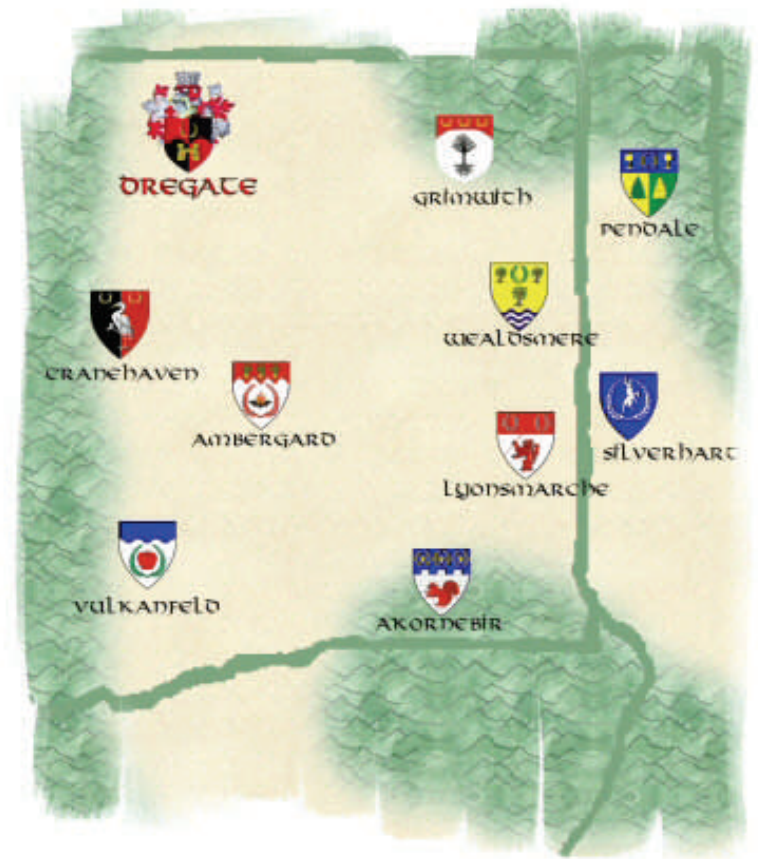 DREGATE
GRIMWITH
PENDALE
WEALDSMERE
CRANEHAVEN
AMBERGARD
SILVERHART
LYONSMARCHE
VULKANFELD
AKORNEBIR